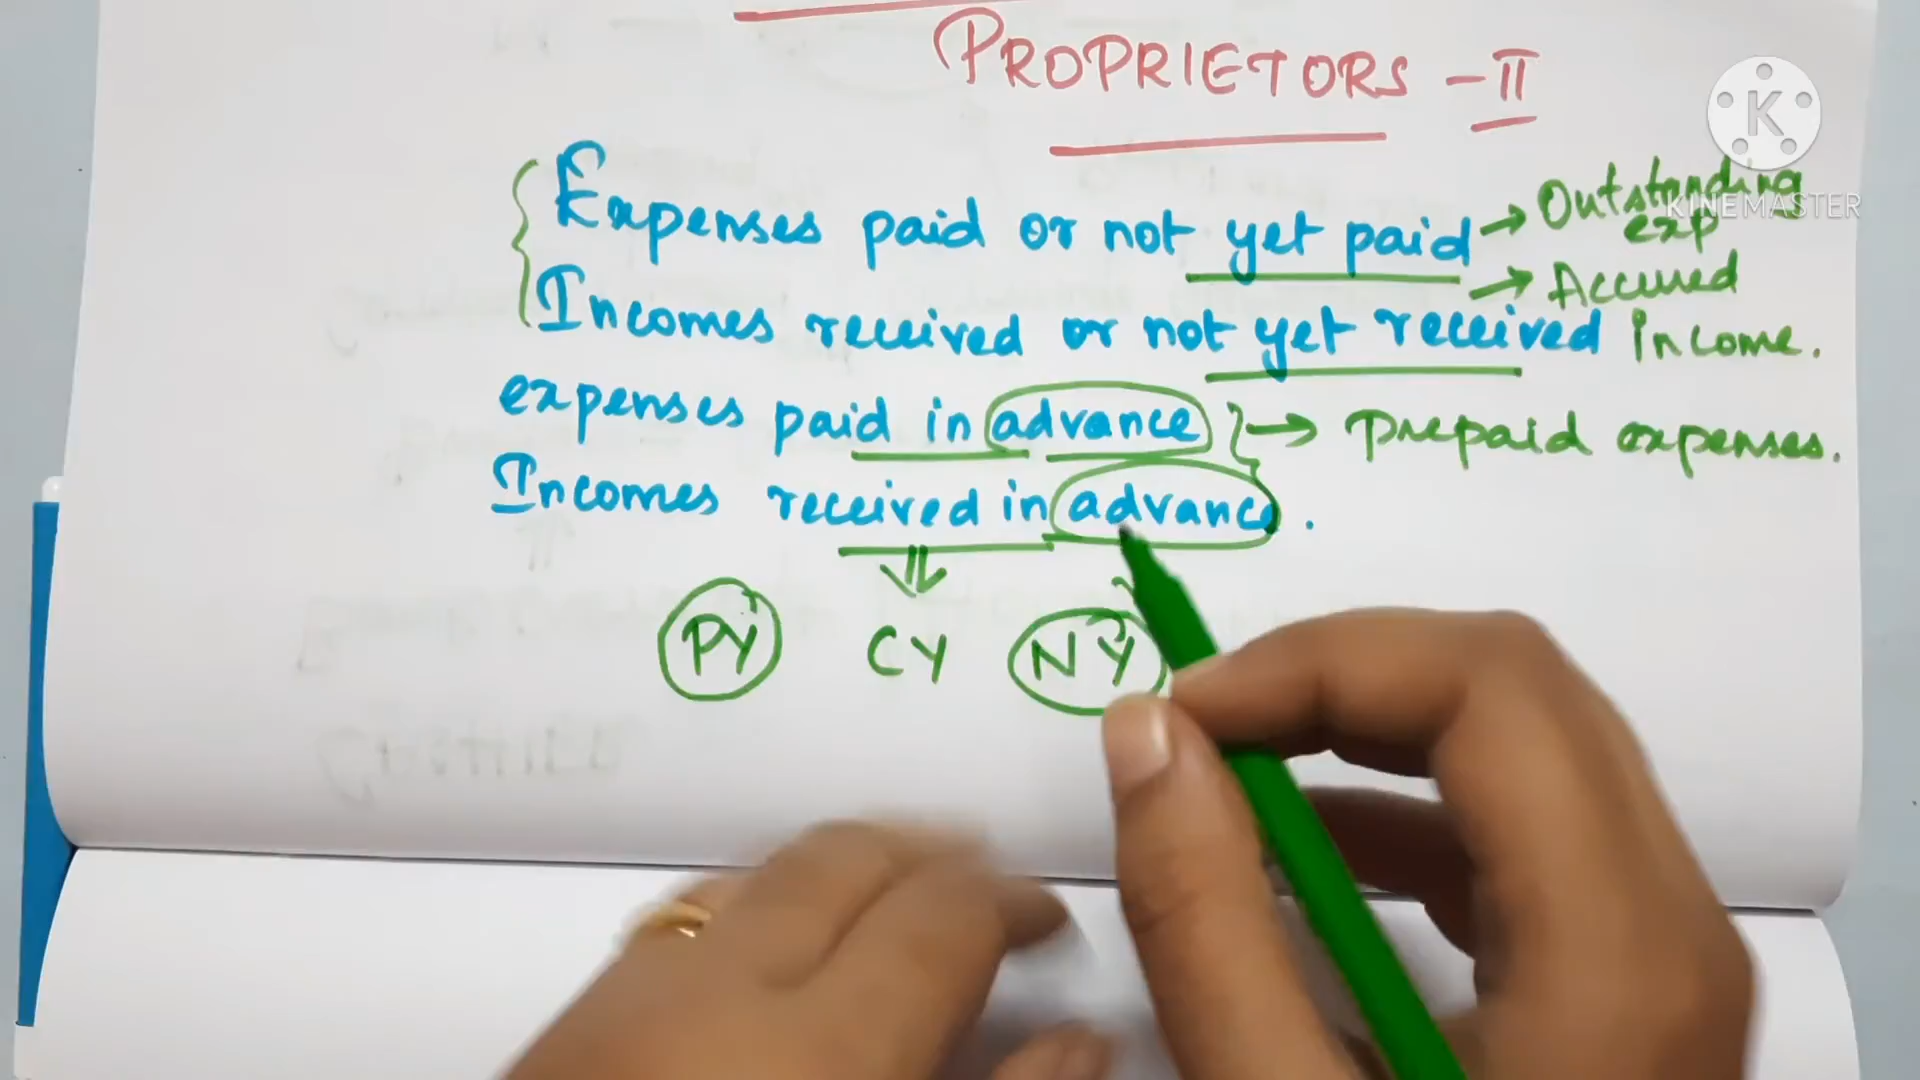 PROPRIETORS - II
Expenses paid or not yet paid → Outstanding exp
Incomes received or not yet received → Accured income.
expenses paid in advance → Prepaid expenses.
Incomes received in advance.
PY CY NY
K
KINEMASTER